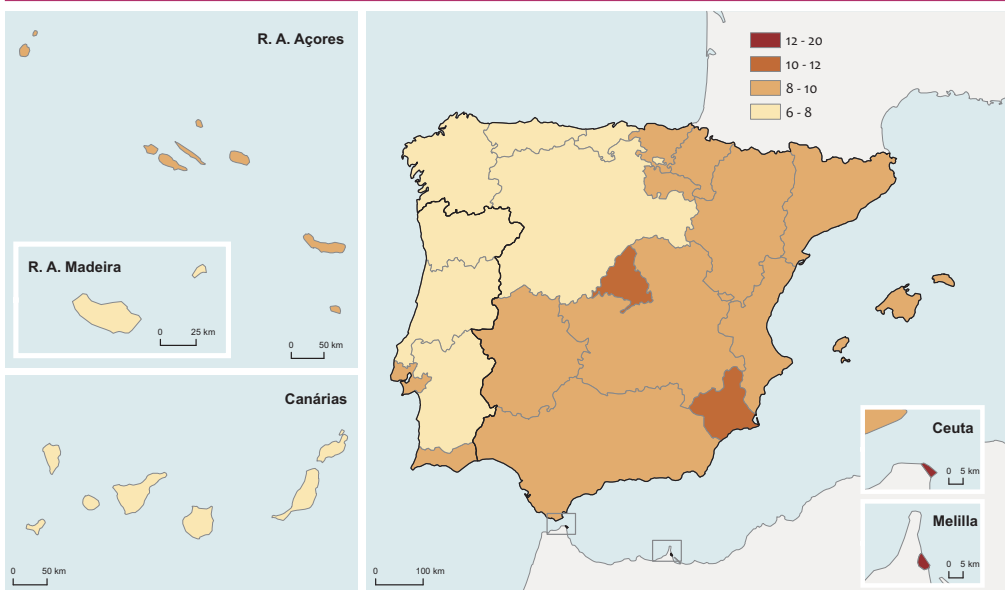 R. A. Açores
R. A. Madeira
0 25 km
0 50 km
Canárias
0 50 km
12 - 20
10 - 12
8 - 10
6 - 8
0 100 km
Ceuta
0 5 km
Melilla
0 5 km